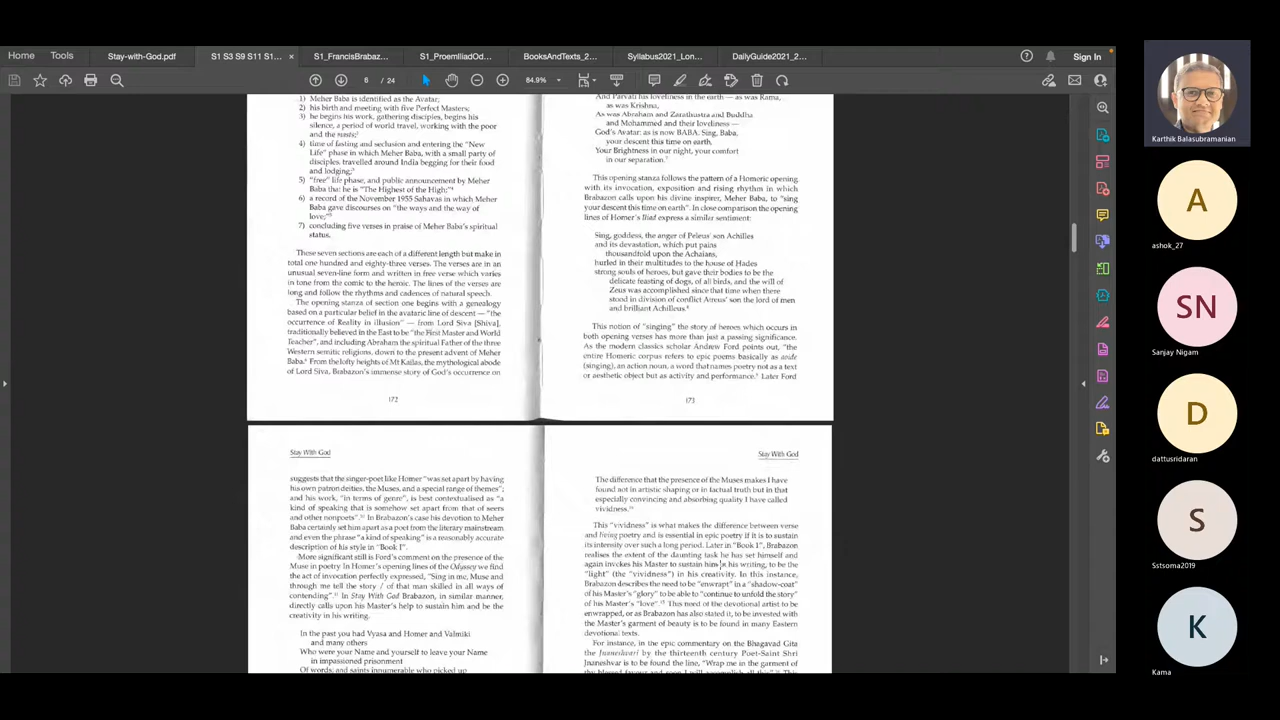 Home
Tools
Stay-with-God.pdf
S1 S3 S9 S11 S1...
S1_FrancisBrabaz...
S1_ProemIliadOd...
BooksAndTexts_2...
Syllabus2021_Lon...
DailyGuide2021_2...
Sign In
6 / 24
84.9%
1) Meher Baba is identified as the Avatar;
2) his birth and meeting with five Perfect Masters;
3) he begins his work, gathering disciples, begins his
silence, a period of world travel, working with the poor
and the masts;2
4) time of fasting and seclusion and entering the "New
Life" phase in which Meher Baba, with a small party of
disciples, travelled around India begging for their food
and lodging;3
5) "free" life phase, and public announcement by Meher
Baba that he is "The Highest of the High;"4
6) a record of the November 1955 Sahavas in which Meher
Baba gave discourses on "the ways and the way of
love;"5
7) concluding five verses in praise of Meher Baba's spiritual
status.
These seven sections are each of a different length but make in
total one hundred and eighty-three verses. The verses are in an
unusual seven-line form and written in free verse which varies
in tone from the comic to the heroic. The lines of the verses are
long and follow the rhythms and cadences of natural speech.
The opening stanza of section one begins with a genealogy
based on a particular belief in the avataric line of descent — "the
occurrence of Reality in illusion" — from Lord Siva [Shiva],
traditionally believed in the East to be "the First Master and World
Teacher", and including Abraham the spiritual Father of the three
Western semitic religions, down to the present advent of Meher
Baba.6 From the lofty heights of Mt Kailas, the mythological abode
of Lord Siva, Brabazon's immense story of God's occurrence on
172
And Parvati his loveliness in the earth — as was Rama,
as was Krishna,
As was Abraham and Zarathustra and Buddha
and Mohammed and their loveliness —
God's Avatar: as is now BABA. Sing, Baba,
your descent this time on earth,
Your Brightness in our night, your comfort
in our separation.7
This opening stanza follows the pattern of a Homeric opening
with its invocation, exposition and rising rhythm in which
Brabazon calls upon his divine inspirer, Meher Baba, to "sing
your descent this time on earth". In close comparison the opening
lines of Homer's Iliad express a similar sentiment:
Sing, goddess, the anger of Peleus' son Achilles
and its devastation, which put pains
thousandfold upon the Achaians,
hurled in their multitudes to the house of Hades
strong souls of heroes, but gave their bodies to be the
delicate feasting of dogs, of all birds, and the will of
Zeus was accomplished since that time when there
stood in division of conflict Atreus' son the lord of men
and brilliant Achilleus.8
This notion of "singing" the story of heroes which occurs in
both opening verses has more than just a passing significance.
As the modern classics scholar Andrew Ford points out, "the
entire Homeric corpus refers to epic poems basically as aoide
(singing), an action noun, a word that names poetry not as a text
or aesthetic object but as activity and performance.9 Later Ford
173
Stay With God
suggests that the singer-poet like Homer "was set apart by having
his own patron deities, the Muses, and a special range of themes";
and his work, "in terms of genre", is best contextualised as "a
kind of speaking that is somehow set apart from that of seers
and other nonpoets".10 In Brabazon's case his devotion to Meher
Baba certainly set him apart as a poet from the literary mainstream
and even the phrase "a kind of speaking" is a reasonably accurate
description of his style in "Book I".
More significant still is Ford's comment on the presence of the
Muse in poetry. In Homer's opening lines of the Odyssey we find
the act of invocation perfectly expressed, "Sing in me, Muse and
through me tell the story / of that man skilled in all ways of
contending".11 In Stay With God Brabazon, in similar manner,
directly calls upon his Master's help to sustain him and be the
creativity in his writing.
In the past you had Vyasa and Homer and Valmiki
and many others
Who were your Name and yourself to leave your Name
in impassioned prisonment
Of words; and saints innumerable who picked up
Stay With God
The difference that the presence of the Muses makes I have
found not in artistic shaping or in factual truth but in that
especially convincing and absorbing quality I have called
vividness.
This "vividness" is what makes the difference between verse
and living poetry and is essential in epic poetry if it is to sustain
its intensity over such a long period. Later in "Book I", Brabazon
realises the extent of the daunting task he has set himself and
again invokes his Master to sustain him in his writing, to be the
"light" (the "vividness") in his creativity. In this instance,
Brabazon describes the need to be "enwrapt" in a "shadow-coat"
of his Master's "glory" to be able to "continue to unfold the story"
of his Master's "love". This need of the devotional artist to be
enwrapped, or as Brabazon has also stated it, to be invested with
the Master's garment of beauty is to be found in many Eastern
devotional texts.
For instance, in the epic commentary on the Bhagavad Gita
the Jnaneshvari by the thirteenth century Poet-Saint Shri
Jnaneshwar is to be found the line, "Wrap me in the garment of
thy blessed favour and soon I will accomplish all this". This
Karthik Balasubramanian
A
ashok_27
SN
Sanjay Nigam
D
dattusridaran
S
Sstsoma2019
K
Kama